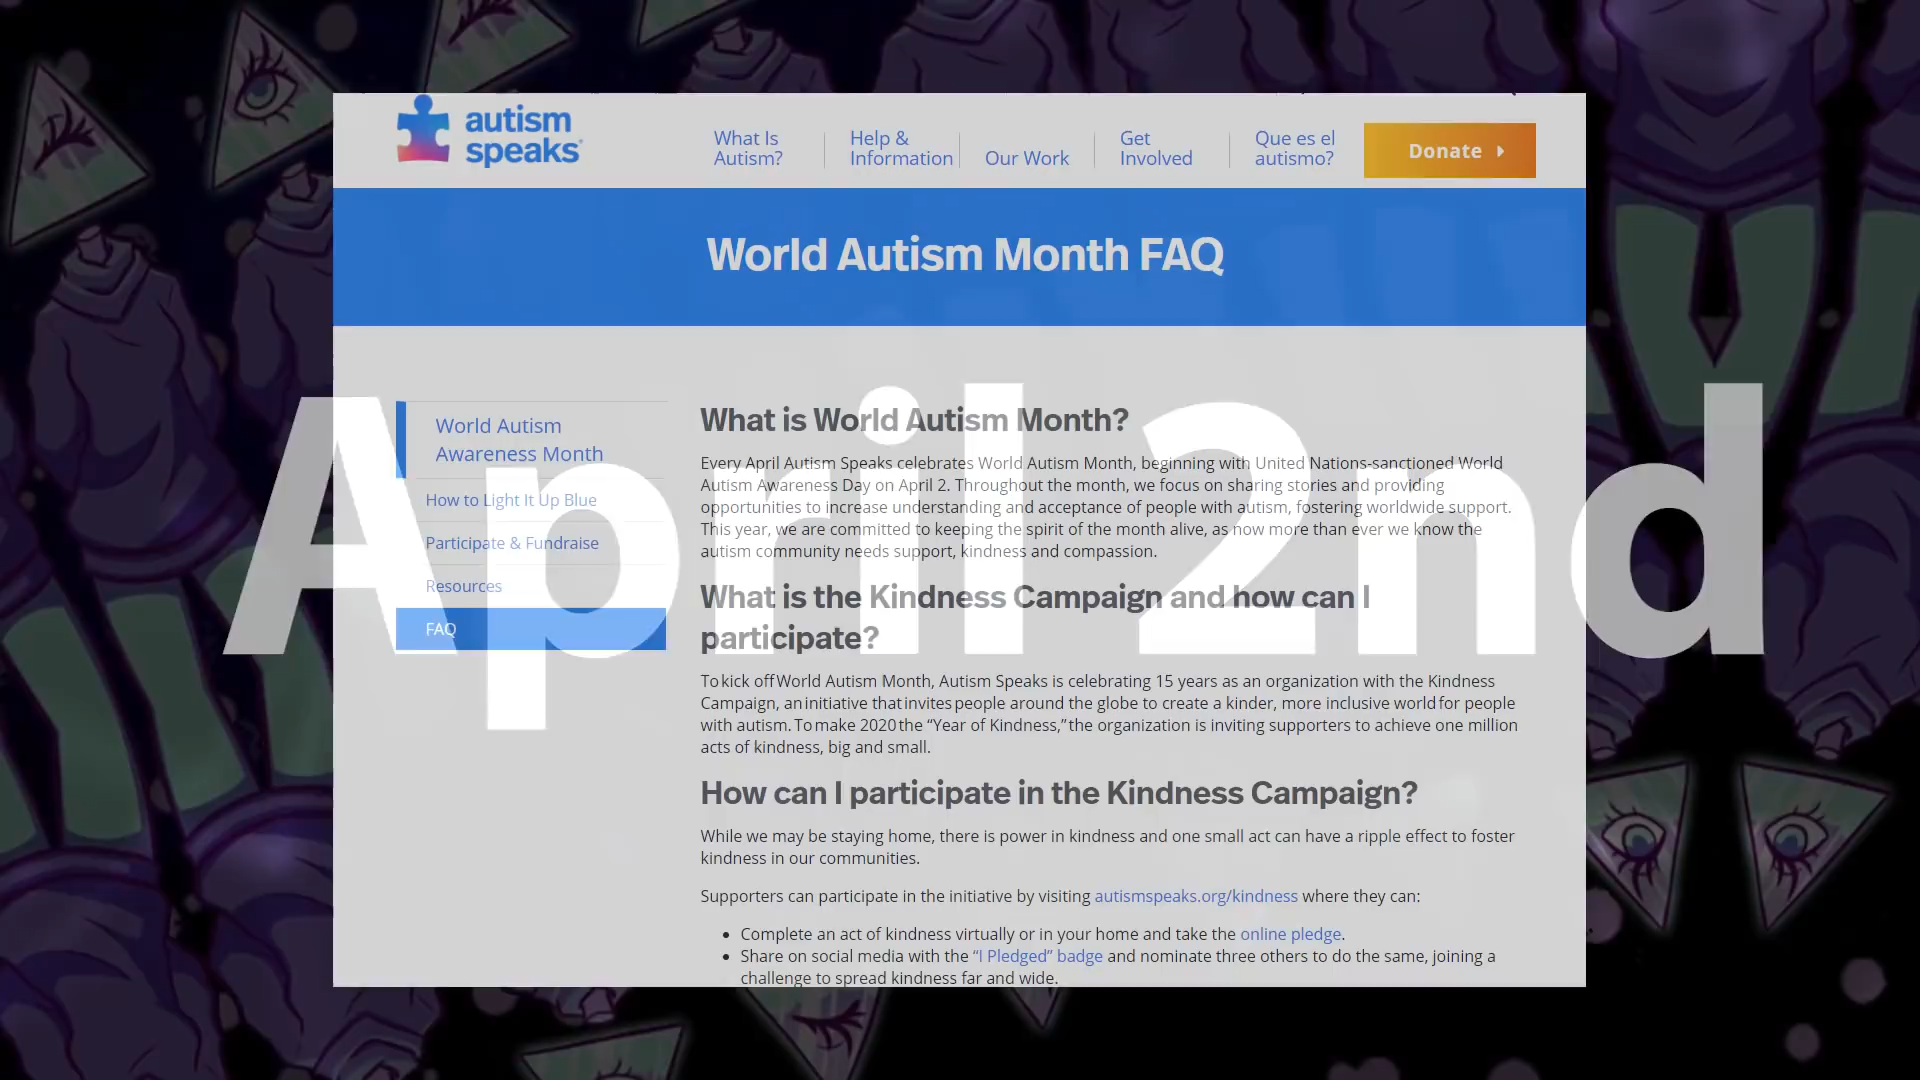 autism
speaks
What Is
Autism?
Help &
Information
Our Work
Get
Involved
Que es el
autismo?
Donate
World Autism Month FAQ
April 2nd
World Autism
Awareness Month
How to Light It Up Blue
Participate & Fundraise
Resources
FAQ
What is World Autism Month?
Every April Autism Speaks celebrates World Autism Month, beginning with United Nations-sanctioned World
Autism Awareness Day on April 2. Throughout the month, we focus on sharing stories and providing
opportunities to increase understanding and acceptance of people with autism, fostering worldwide support.
This year, we are committed to keeping the spirit of the month alive, as now more than ever we know the
autism community needs support, kindness and compassion.
What is the Kindness Campaign and how can I
participate?
To kick off World Autism Month, Autism Speaks is celebrating 15 years as an organization with the Kindness
Campaign, an initiative that invites people around the globe to create a kinder, more inclusive world for people
with autism. To make 2020 the “Year of Kindness,” the organization is inviting supporters to achieve one million
acts of kindness, big and small.
How can I participate in the Kindness Campaign?
While we may be staying home, there is power in kindness and one small act can have a ripple effect to foster
kindness in our communities.
Supporters can participate in the initiative by visiting autismspeaks.org/kindness where they can:
• Complete an act of kindness virtually or in your home and take the online pledge.
• Share on social media with the “I Pledged” badge and nominate three others to do the same, joining a
challenge to spread kindness far and wide.